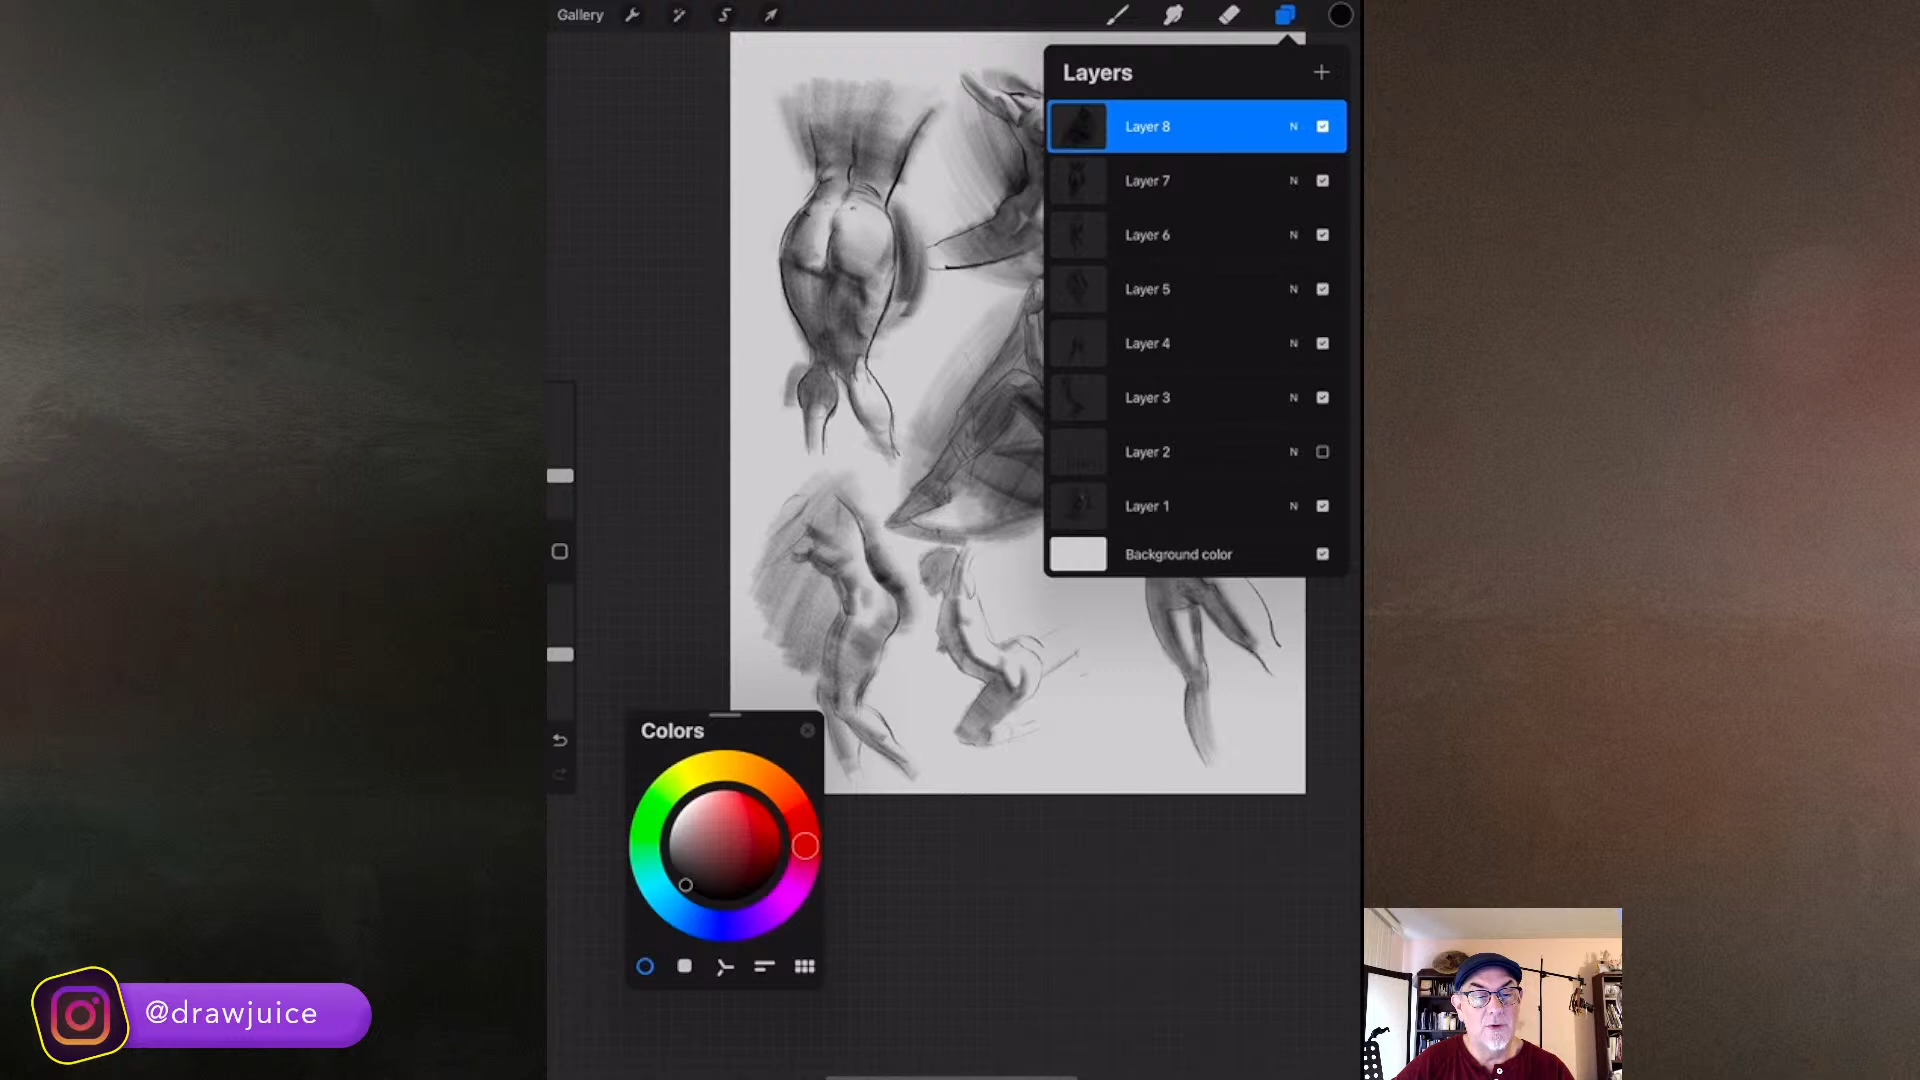 Gallery
Layers
Layer 8 N
Layer 7 N
Layer 6 N
Layer 5 N
Layer 4 N
Layer 3 N
Layer 2 N
Layer 1 N
Background color
Colors
@drawjuice